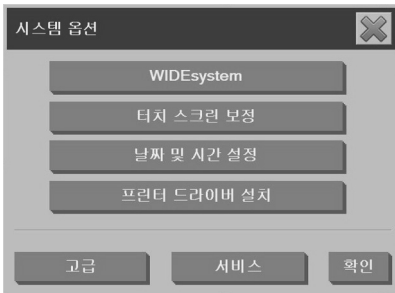 시스템 옵션
WIDEsystem
터치 스크린 보정
날짜 및 시간 설정
프린터 드라이버 설치
고급
서비스
확인